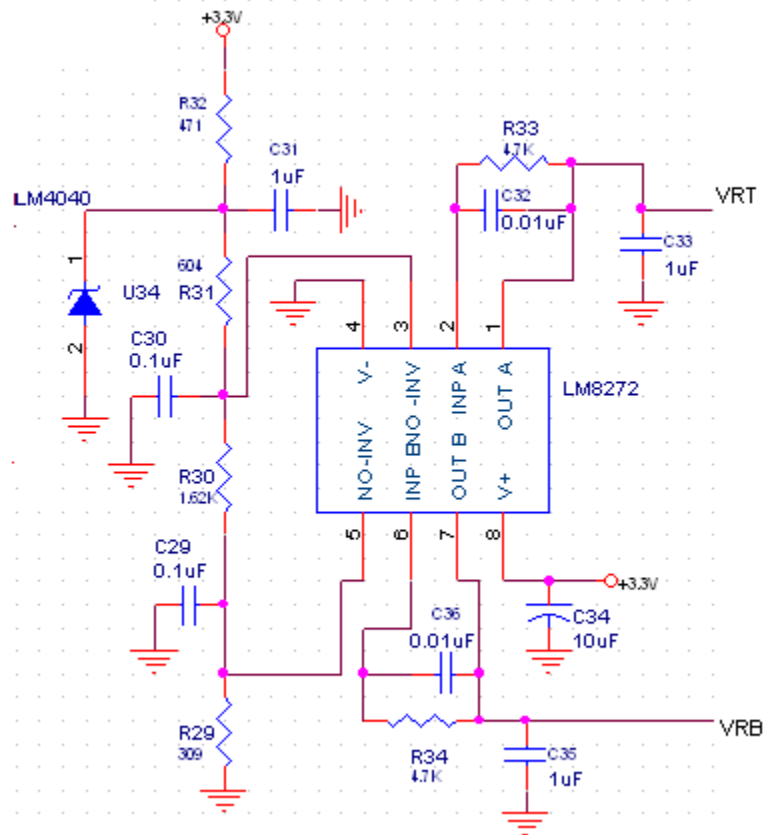 +3.3V
R32
471
C31
1uF
LM4040
1
U34
2
604
R31
C30
0.1uF
R33
4.7K
C32
0.01uF
VRT
C33
1uF
4
3
2
1
V-
NO -INV
INP A
OUT A
LM8272
NO-INV
INP B
OUT B
V+
5
6
7
8
R30
1.62K
C29
0.1uF
R29
309
+3.3V
C34
10uF
C36
0.01uF
R34
4.7K
VRB
C35
1uF